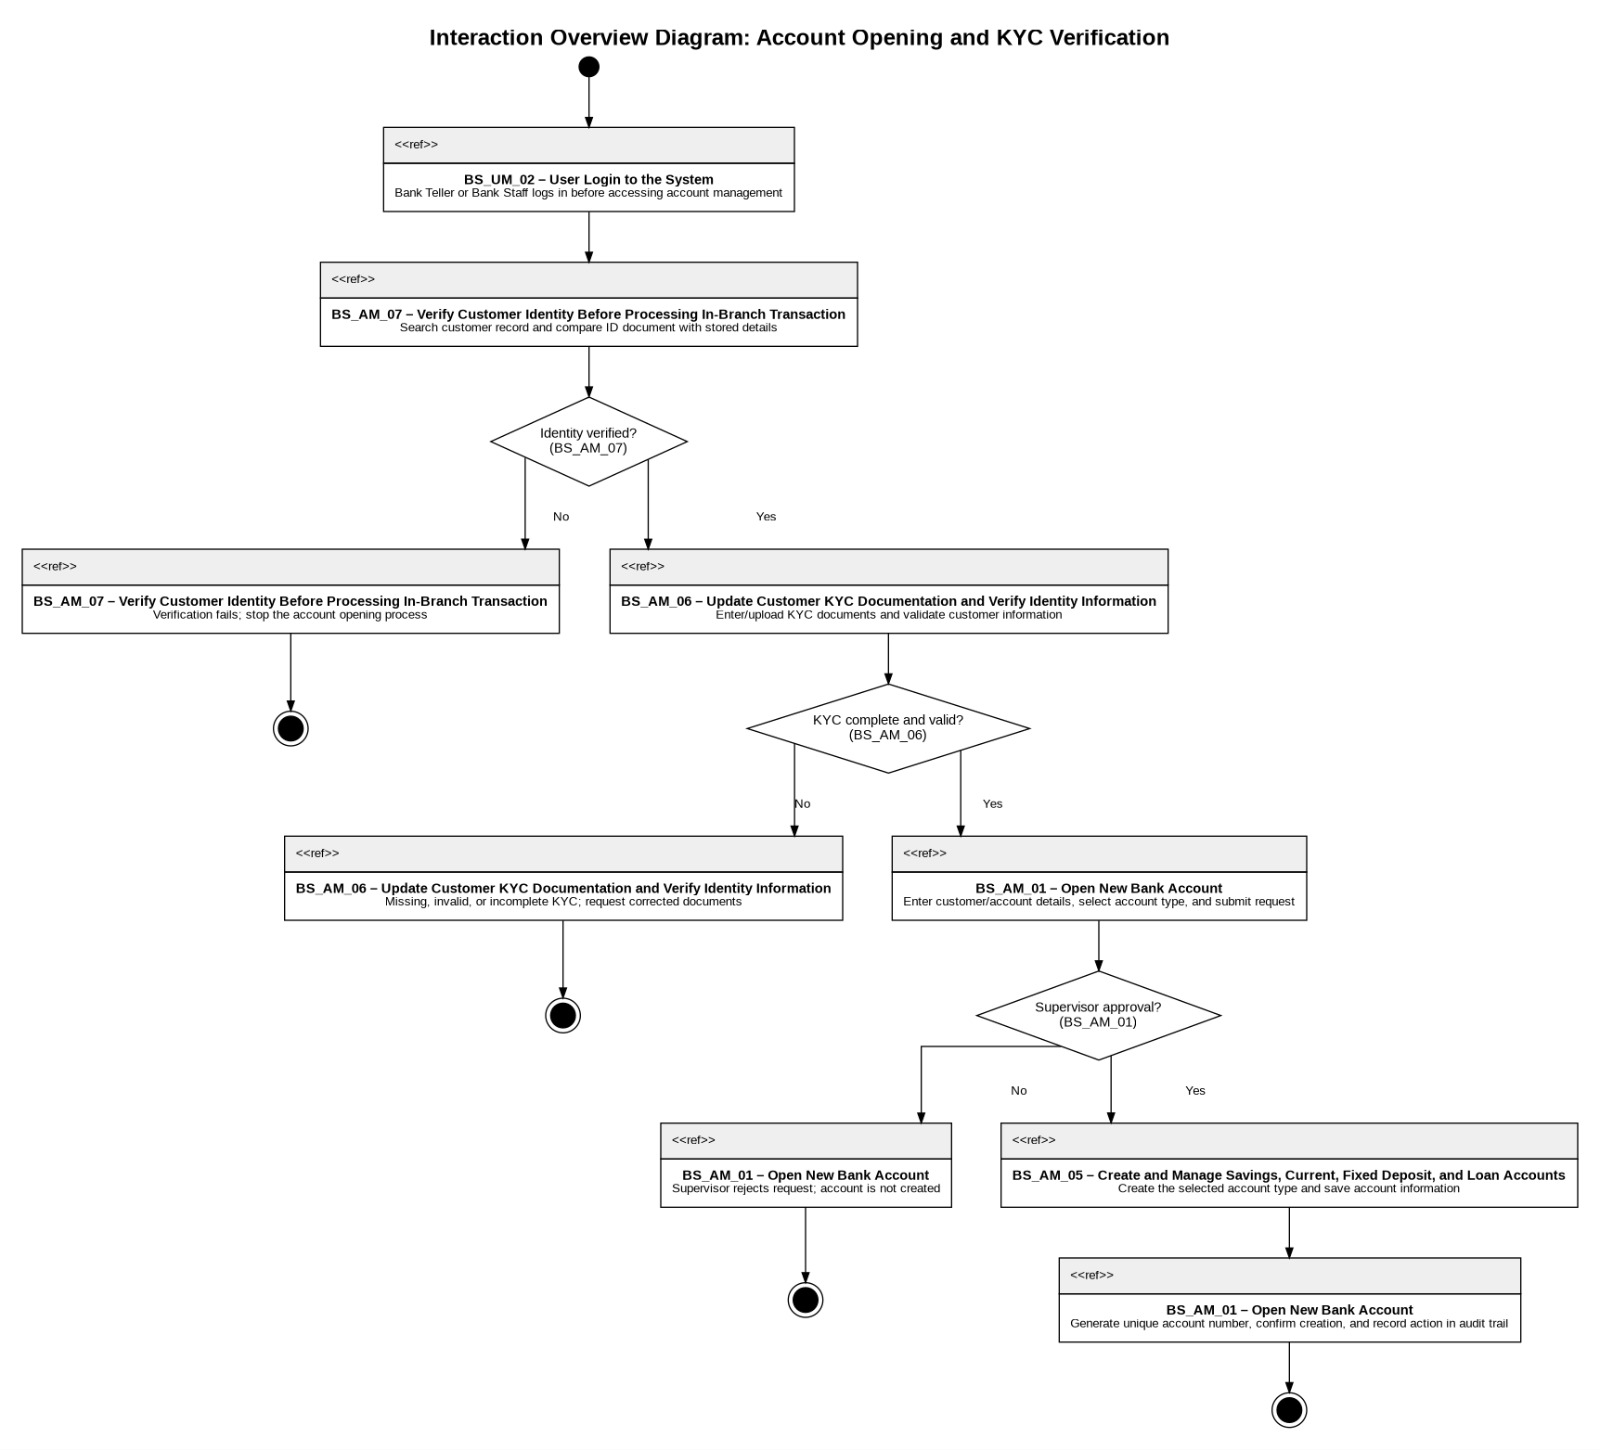 Interaction Overview Diagram: Account Opening and KYC Verification
<<ref>>
BS_UM_02 – User Login to the System
Bank Teller or Bank Staff logs in before accessing account management
<<ref>>
BS_AM_07 – Verify Customer Identity Before Processing In-Branch Transaction
Search customer record and compare ID document with stored details
Identity verified?
(BS_AM_07)
No
Yes
<<ref>>
BS_AM_07 – Verify Customer Identity Before Processing In-Branch Transaction
Verification fails; stop the account opening process
<<ref>>
BS_AM_06 – Update Customer KYC Documentation and Verify Identity Information
Enter/upload KYC documents and validate customer information
KYC complete and valid?
(BS_AM_06)
No
Yes
<<ref>>
BS_AM_06 – Update Customer KYC Documentation and Verify Identity Information
Missing, invalid, or incomplete KYC; request corrected documents
<<ref>>
BS_AM_01 – Open New Bank Account
Enter customer/account details, select account type, and submit request
Supervisor approval?
(BS_AM_01)
No
Yes
<<ref>>
BS_AM_01 – Open New Bank Account
Supervisor rejects request; account is not created
<<ref>>
BS_AM_05 – Create and Manage Savings, Current, Fixed Deposit, and Loan Accounts
Create the selected account type and save account information
<<ref>>
BS_AM_01 – Open New Bank Account
Generate unique account number, confirm creation, and record action in audit trail